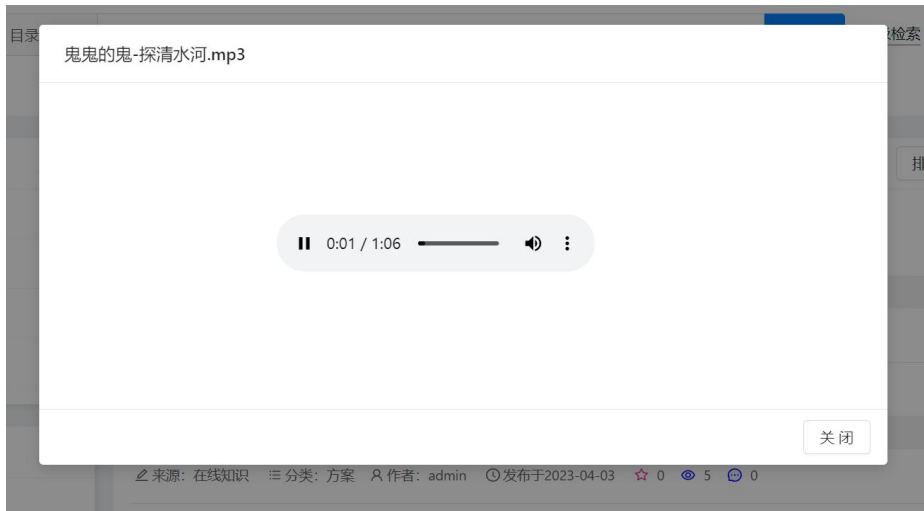 目录
检索
鬼鬼的鬼-探清水河.mp3
排
0:01 / 1:06
关 闭
来源：在线知识 分类：方案 作者：admin 发布于2023-04-03 0 5 0